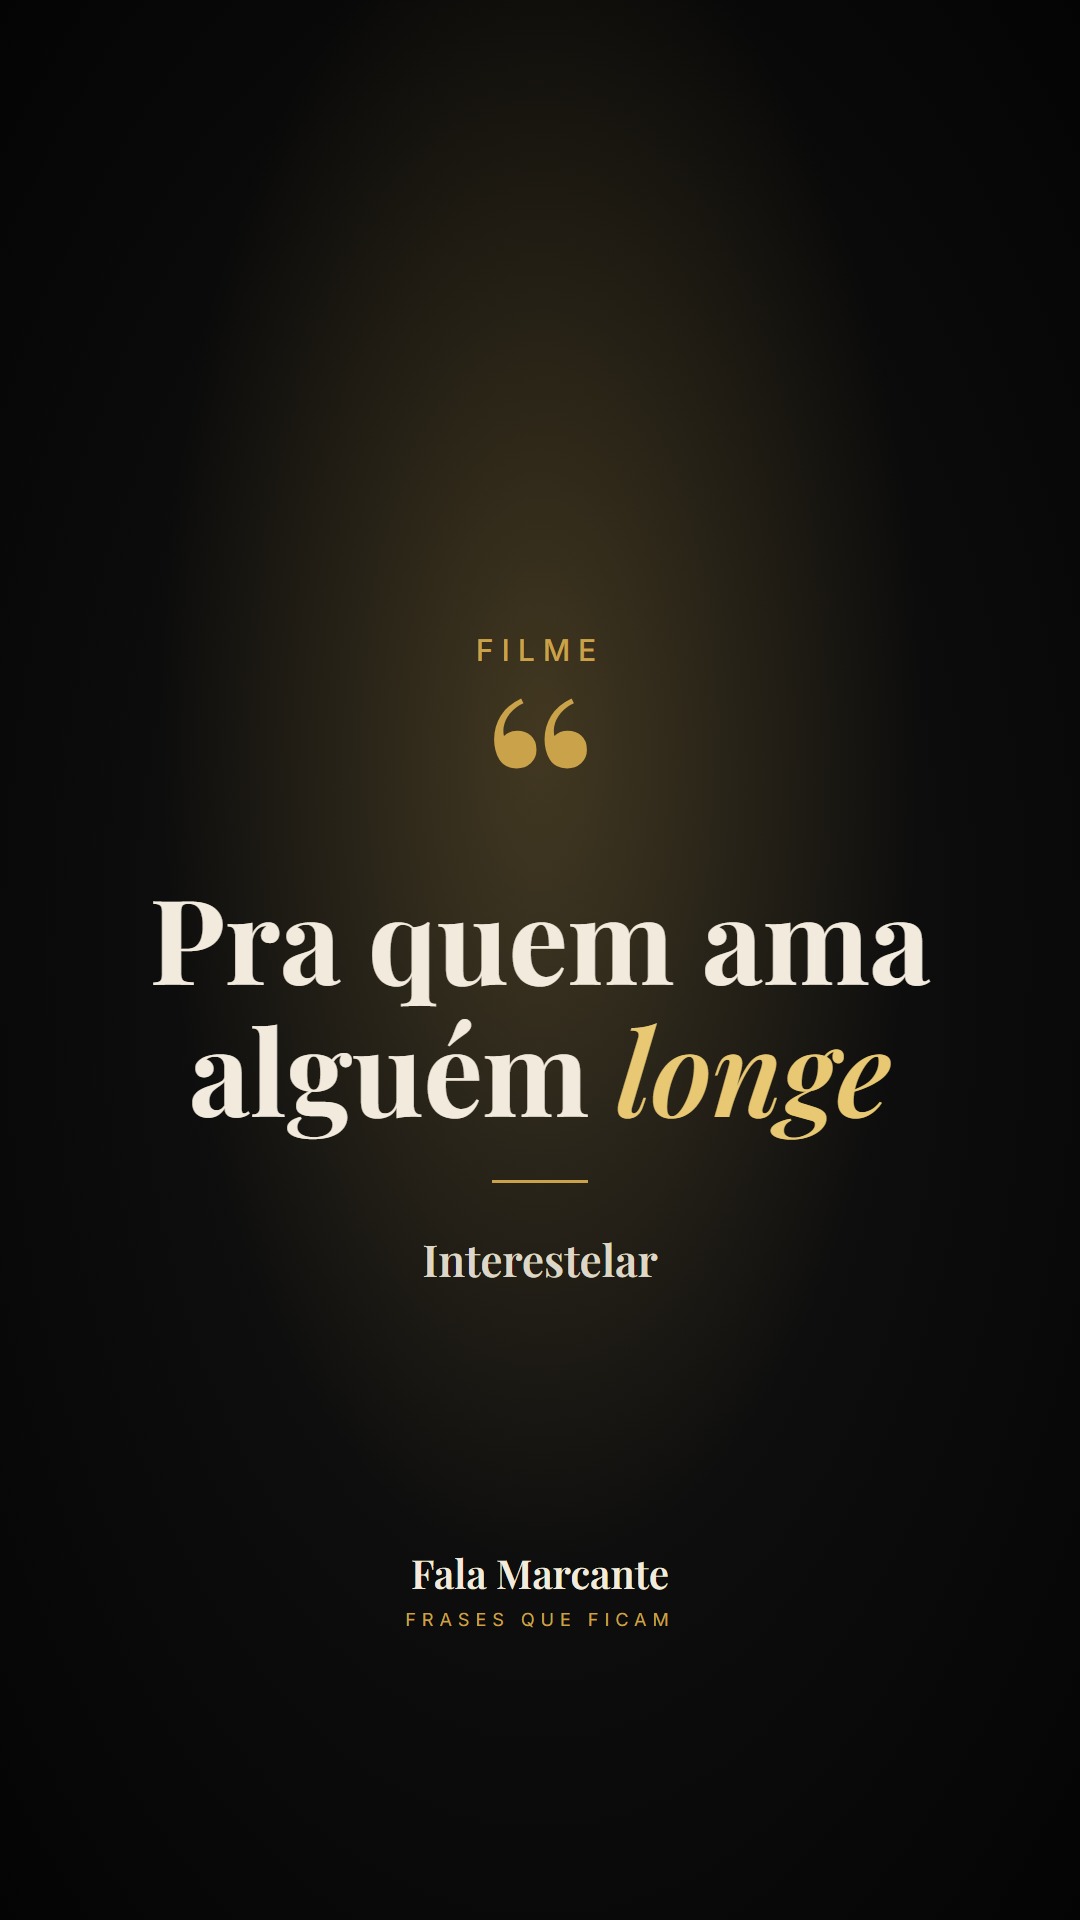 FILME
“
Pra quem ama
alguém longe
Interestelar
Fala Marcante
FRASES QUE FICAM